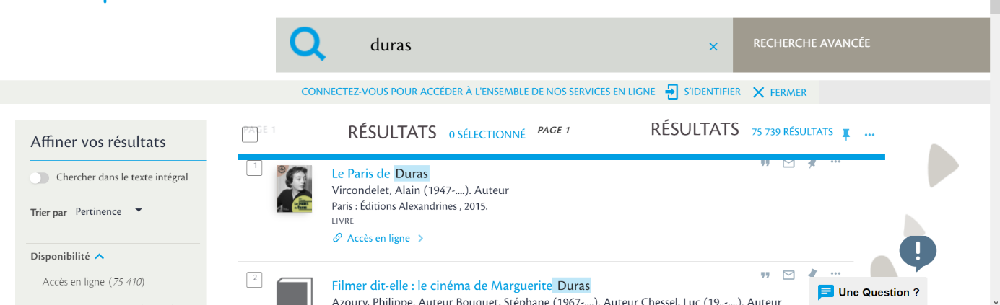 duras
RECHERCHE AVANCÉE
CONNECTEZ-VOUS POUR ACCÉDER À L'ENSEMBLE DE NOS SERVICES EN LIGNE S'IDENTIFIER FERMER
Affiner vos résultats
Chercher dans le texte intégral
Trier par Pertinence
Disponibilité
Accès en ligne (75 410)
PAGE 1
RÉSULTATS 0 SÉLECTIONNÉ PAGE 1
RÉSULTATS 75 739 RÉSULTATS
1
Le Paris de Duras
Vircondelet, Alain (1947-....). Auteur
Paris : Éditions Alexandrines , 2015.
LIVRE
Accès en ligne
2
Filmer dit-elle : le cinéma de Marguerite Duras
Azoury, Philippe. Auteur Bouquet, Stéphane (1967-....). Auteur Chessel, Luc (19..-....). Auteur
Une Question ?